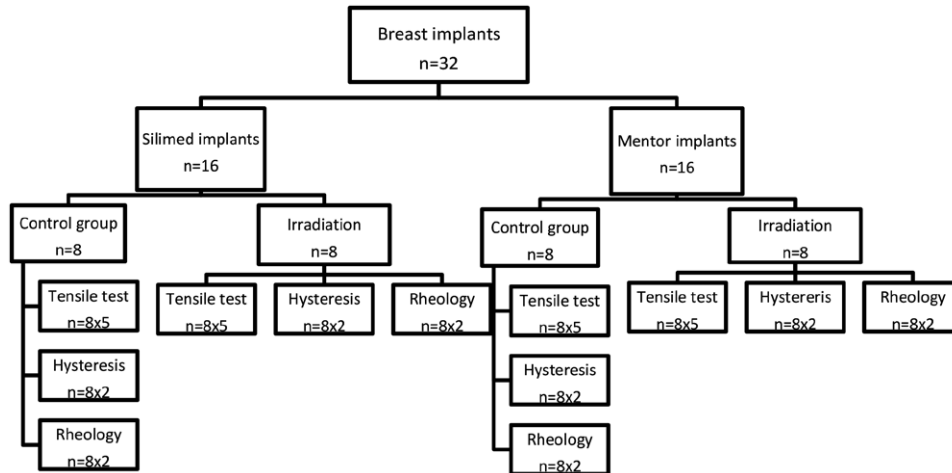 Breast implants
n=32
Silimed implants
n=16
Mentor implants
n=16
Control group
n=8
Irradiation
n=8
Control group
n=8
Irradiation
n=8
Tensile test
n=8x5
Hysteresis
n=8x2
Rheology
n=8x2
Tensile test
n=8x5
Hysteresis
n=8x2
Rheology
n=8x2
Tensile test
n=8x5
Hysteresis
n=8x2
Rheology
n=8x2
Tensile test
n=8x5
Hystereris
n=8x2
Rheology
n=8x2